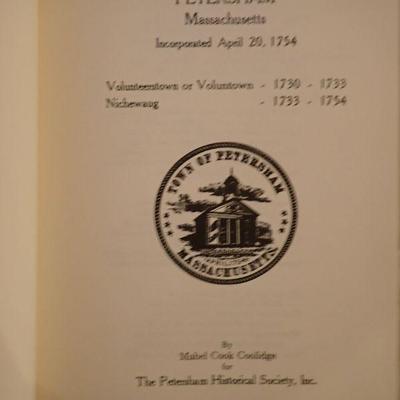 PETERSHAM
Massachusetts
Incorporated April 20, 1754
Volunteerstown or Voluntown - 1730 - 1733
Nichewaug - 1733 - 1754
TOWN OF PETERSHAM
MASSACHUSETTS
By
Mabel Cook Coolidge
for
The Petersham Historical Society, Inc.